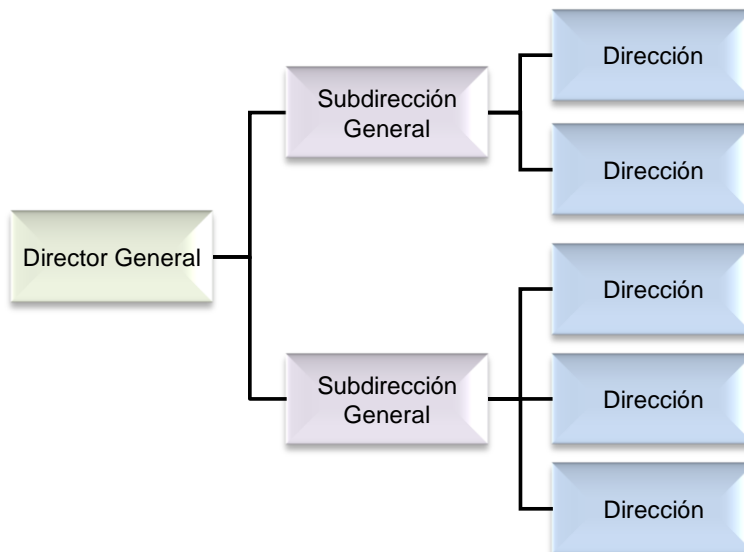 Dirección
Subdirección
General
Dirección
Director General
Dirección
Subdirección
General
Dirección
Dirección